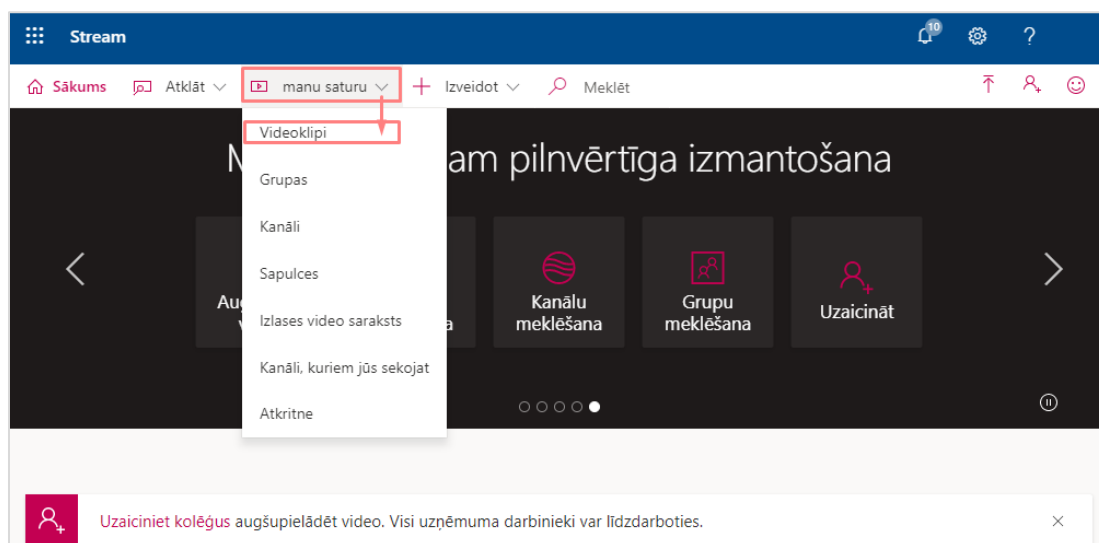 Stream
10
?
Sākums Atklāt manu saturu Izveidot Meklēt
Videoklipi
Grupas
Kanāli
Sapulces
Izlases video saraksts
Kanāli, kuriem jūs sekojat
Atkritne
pilnvērtīga izmantošana
Kanālu
meklēšana
Grupu
meklēšana
Uzaicināt
Uzaiciniet kolēģus augšupielādēt video. Visi uzņēmuma darbinieki var līdzdarboties.